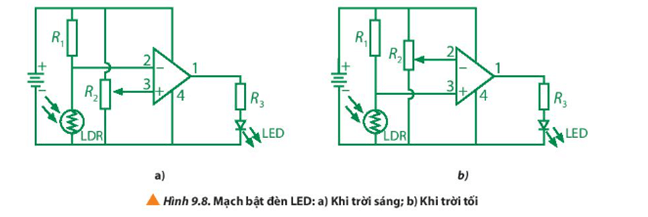 R1
2
1
+
−
R2
3
4
R3
LDR
LED
+
−
a)
R1
R2
2
1
+
−
3
4
R3
LDR
LED
+
−
b)
Hình 9.8. Mạch bật đèn LED: a) Khi trời sáng; b) Khi trời tối